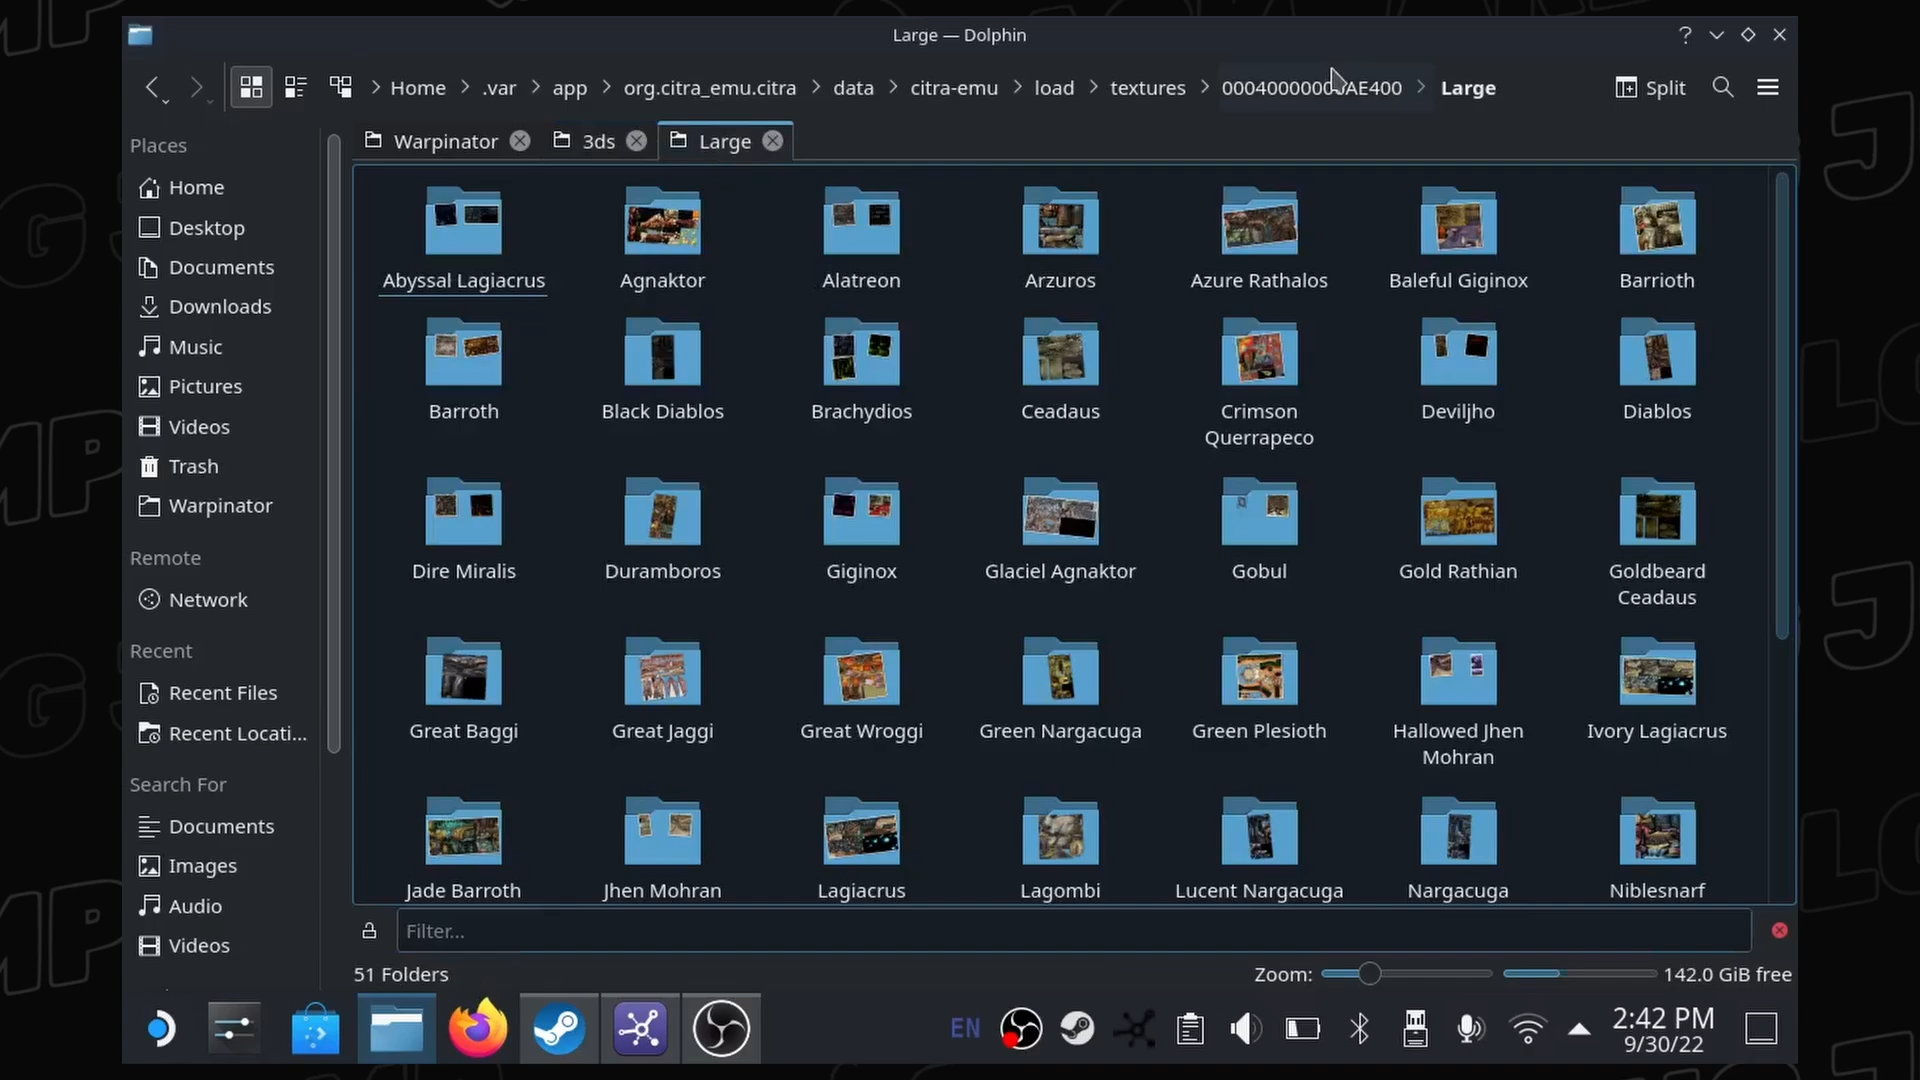 Large — Dolphin
Home
.var
app
org.citra_emu.citra
data
citra-emu
load
textures
Large
Split
Warpinator
3ds
Large
Places
Home
Desktop
Documents
Downloads
Music
Pictures
Videos
Trash
Warpinator
Remote
Network
Recent
Recent Files
Recent Locati...
Search For
Documents
Images
Audio
Videos
Abyssal Lagiacrus
Agnaktor
Alatreon
Arzuros
Azure Rathalos
Baleful Giginox
Barrioth
Barroth
Black Diablos
Brachydios
Ceadaus
Crimson
Querrapeco
Deviljho
Diablos
Dire Miralis
Duramboros
Giginox
Glaciel Agnaktor
Gobul
Gold Rathian
Goldbeard
Ceadaus
Great Baggi
Great Jaggi
Great Wroggi
Green Nargacuga
Green Plesioth
Hallowed Jhen
Mohran
Ivory Lagiacrus
Jade Barroth
Jhen Mohran
Lagiacrus
Lagombi
Lucent Nargacuga
Nargacuga
Niblesnarf
Filter...
51 Folders
Zoom:
142.0 GiB free
EN
2:42 PM
9/30/22